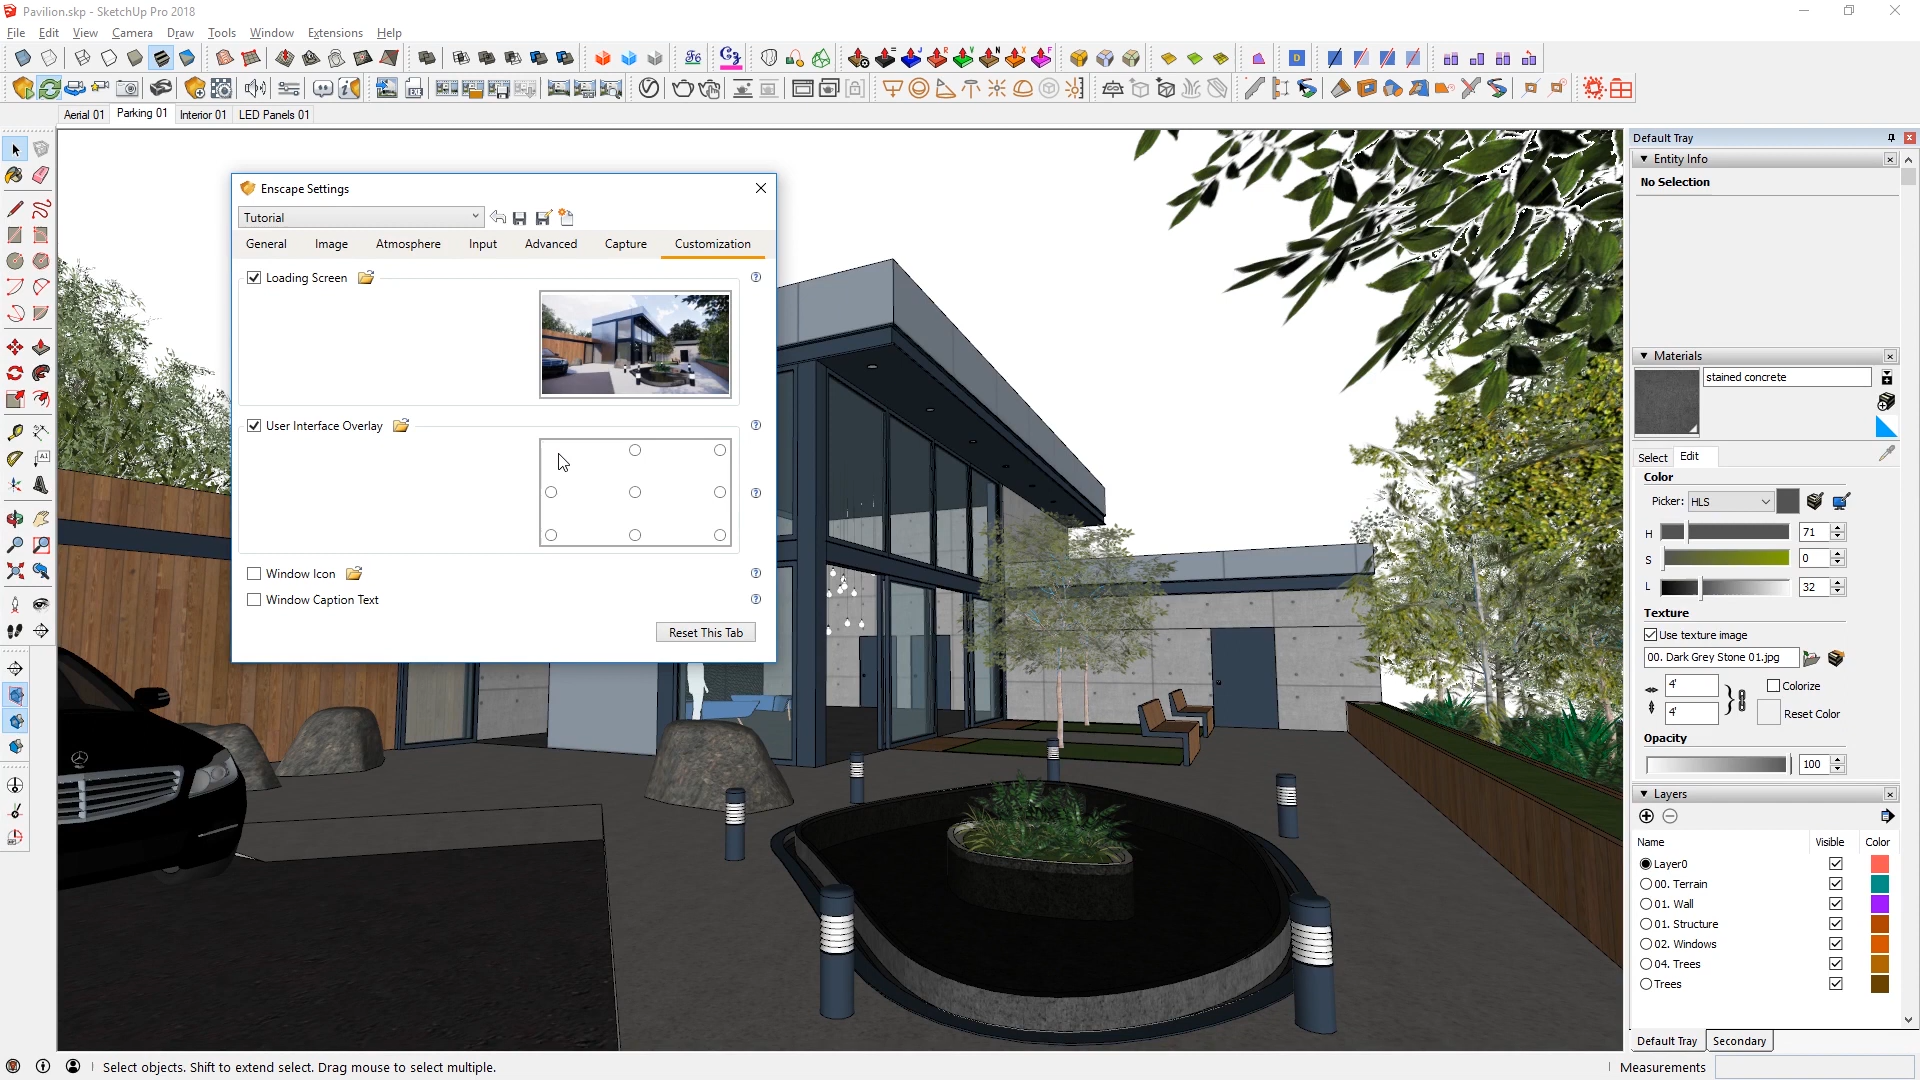 Pavilion.skp - SketchUp Pro 2018
File Edit View Camera Draw Tools Window Extensions Help
Aerial 01 Parking 01 Interior 01 LED Panels 01
Enscape Settings
Tutorial
General Image Atmosphere Input Advanced Capture Customization
Loading Screen
User Interface Overlay
Window Icon
Window Caption Text
Reset This Tab
Default Tray
Entity Info
No Selection
Materials
stained concrete
Select Edit
Color
Picker: HLS
H 71
S 0
L 32
Texture
Use texture image
00. Dark Grey Stone 01.jpg
4' Colorize
4' Reset Color
Opacity
100
Layers
Name Visible Color
Layer0
00. Terrain
01. Wall
01. Structure
02. Windows
04. Trees
Trees
Default Tray Secondary
Select objects. Shift to extend select. Drag mouse to select multiple.
Measurements